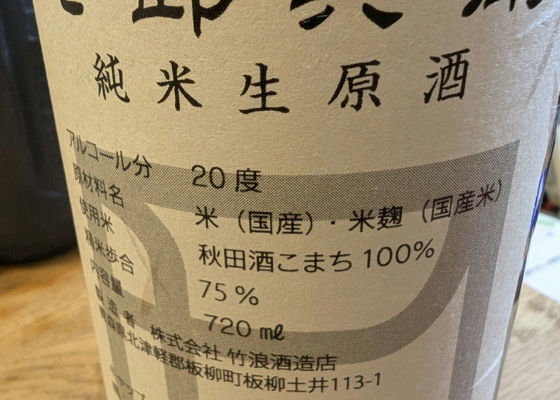 純米生原酒
アルコール分 20度
原材料名 米（国産）・米麹（国産米）
使用米 秋田酒こまち100%
精米歩合 75%
内容量 720㎖
製造者 株式会社 竹浪酒造店
青森県北津軽郡板柳町板柳土井113-1